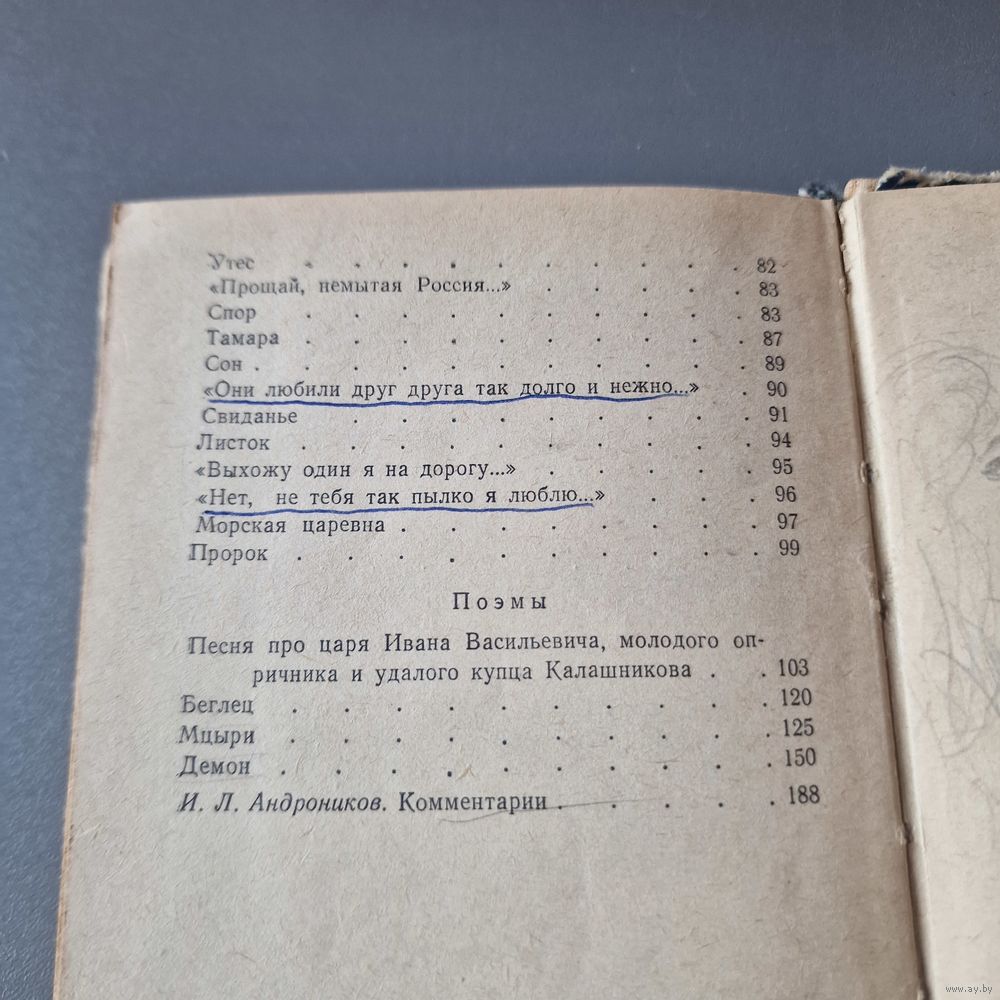 Утес . . . . . . . . . . 82
«Прощай, немытая Россия...» . . . . . 83
Спор . . . . . . . . . . 83
Тамара . . . . . . . . . 87
Сон . . . . . . . . . . 89
«Они любили друг друга так долго и нежно...» . 90
Свиданье . . . . . . . . 91
Листок . . . . . . . . . 94
«Выхожу один я на дорогу...» . . . . . 95
«Нет, не тебя так пылко я люблю...» . . . 96
Морская царевна . . . . . . . 97
Пророк . . . . . . . . . 99
Поэмы
Песня про царя Ивана Васильевича, молодого оп-
ричника и удалого купца Калашникова . . 103
Беглец . . . . . . . . . . 120
Мцыри . . . . . . . . . . 125
Демон . . . . . . . . . . 150
И. Л. Андроников. Комментарии . . . . . 188
www.ay.by